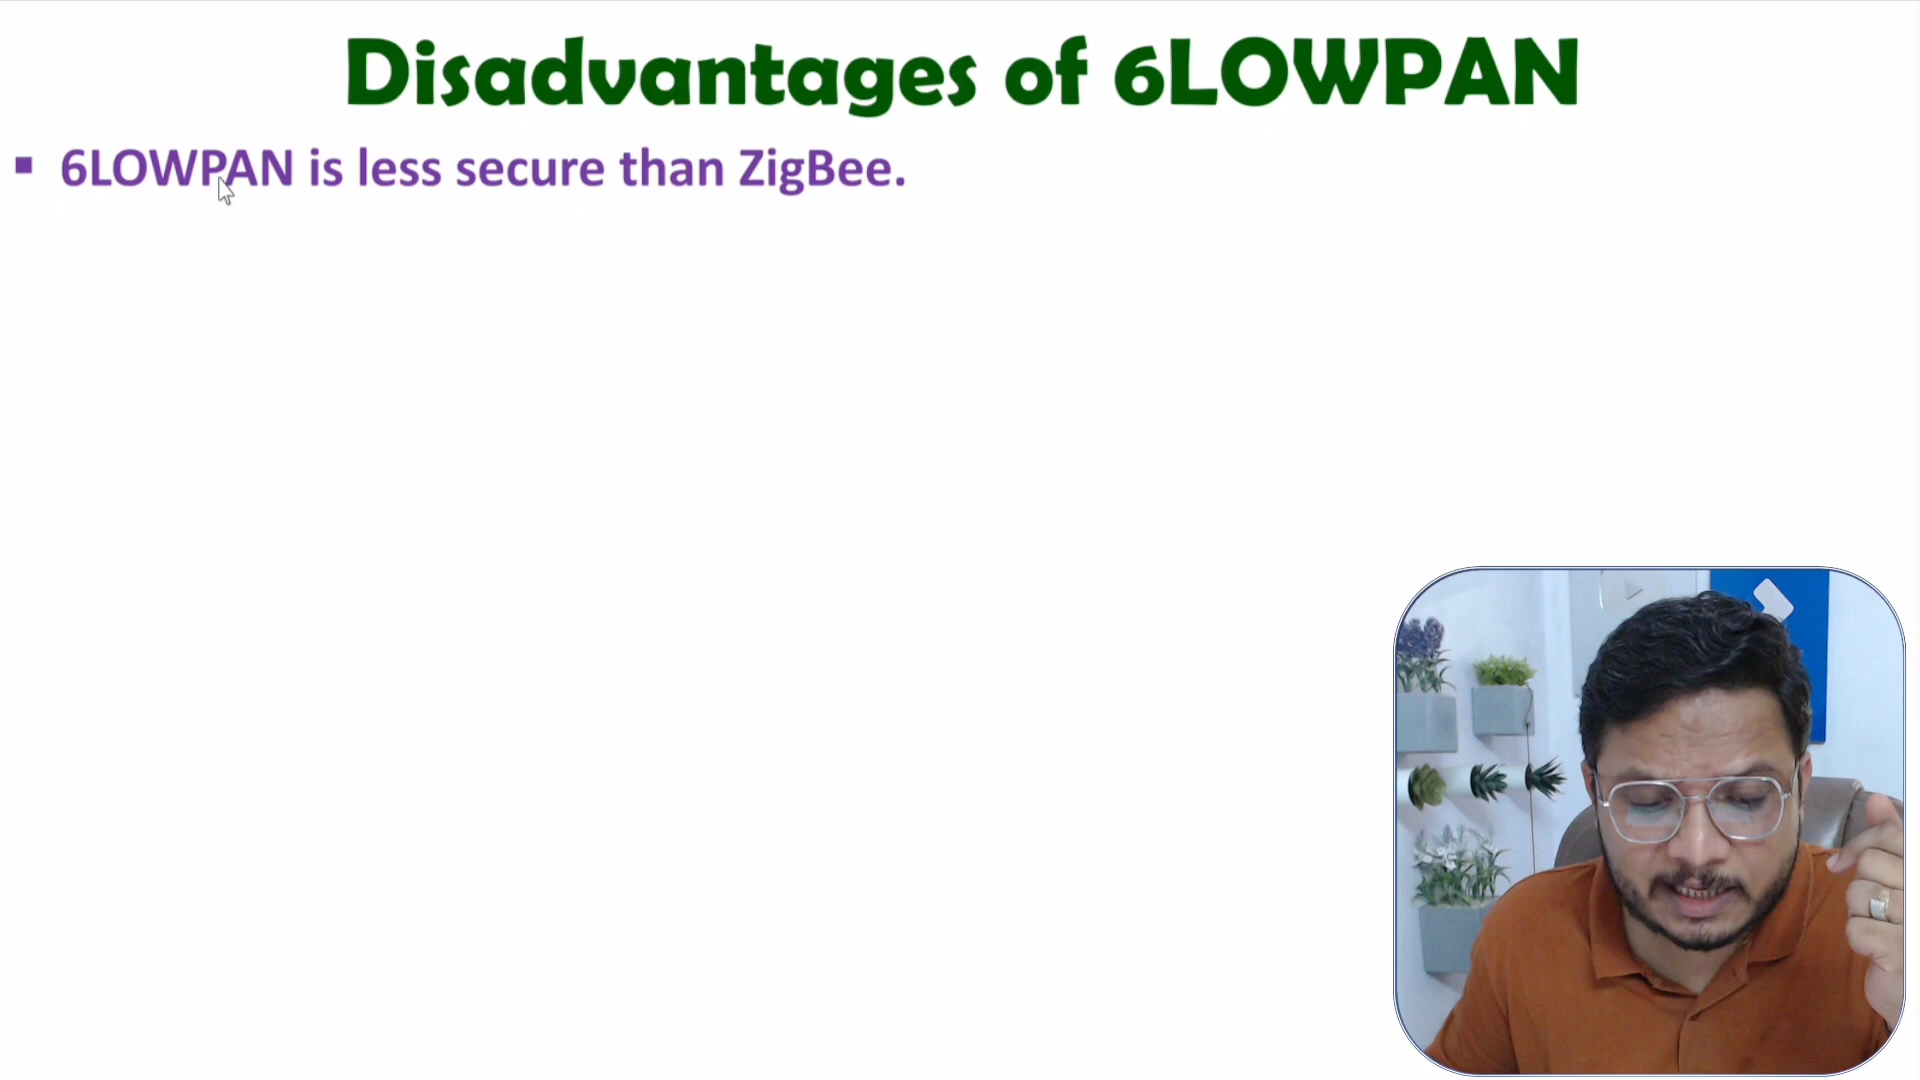 Disadvantages of 6LOWPAN
▪ 6LOWPAN is less secure than ZigBee.